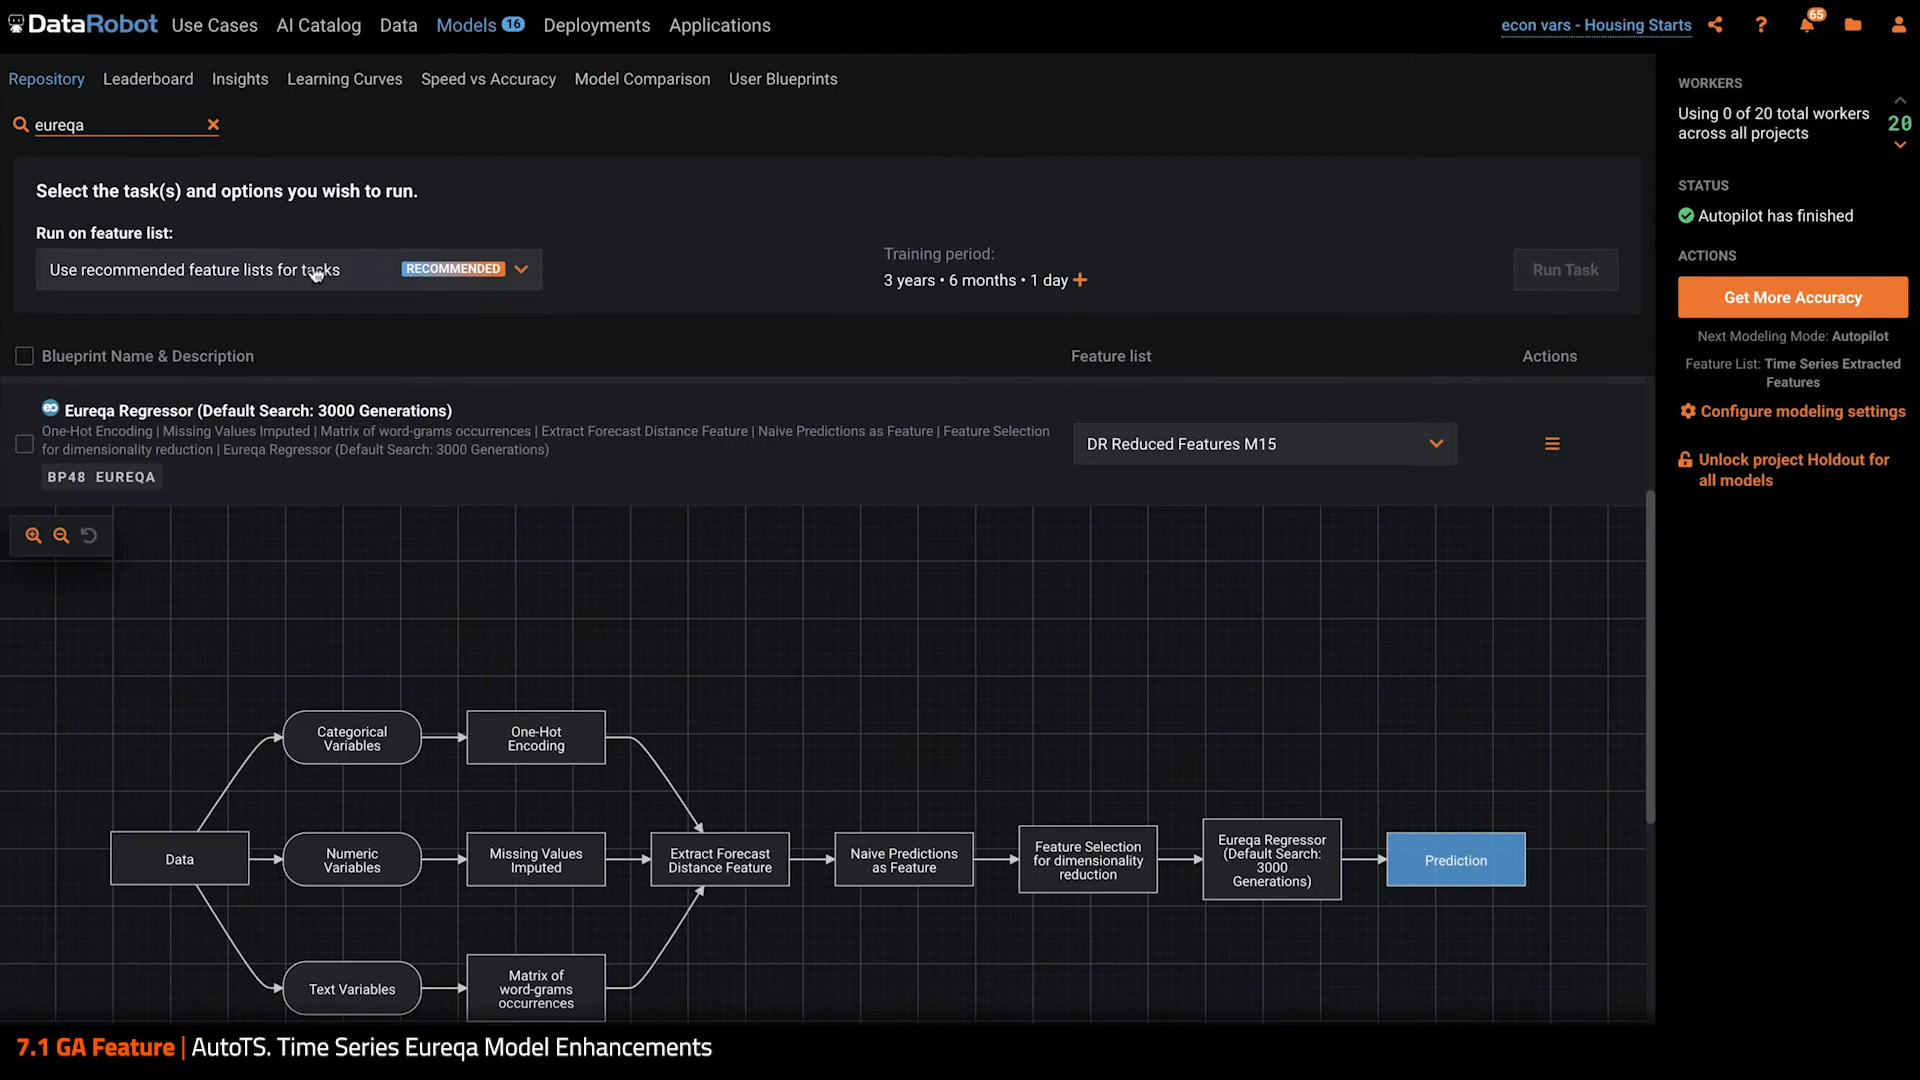 DataRobot Use Cases AI Catalog Data Models 16 Deployments Applications econ vars - Housing Starts ? 65
Repository Leaderboard Insights Learning Curves Speed vs Accuracy Model Comparison User Blueprints
eureqa
Select the task(s) and options you wish to run.
Run on feature list:
Use recommended feature lists for tasks RECOMMENDED
Training period:
3 years • 6 months • 1 day
Run Task
Blueprint Name & Description Feature list Actions
Eureqa Regressor (Default Search: 3000 Generations)
One-Hot Encoding | Missing Values Imputed | Matrix of word-grams occurrences | Extract Forecast Distance Feature | Naive Predictions as Feature | Feature Selection
for dimensionality reduction | Eureqa Regressor (Default Search: 3000 Generations)
BP48 EUREQA
DR Reduced Features M15
Data
Categorical
Variables
One-Hot
Encoding
Numeric
Variables
Missing Values
Imputed
Text Variables
Matrix of
word-grams
occurrences
Extract Forecast
Distance Feature
Naive Predictions
as Feature
Feature Selection
for dimensionality
reduction
Eureqa Regressor
(Default Search:
3000
Generations)
Prediction
WORKERS
Using 0 of 20 total workers
across all projects
20
STATUS
Autopilot has finished
ACTIONS
Get More Accuracy
Next Modeling Mode: Autopilot
Feature List: Time Series Extracted
Features
Configure modeling settings
Unlock project Holdout for
all models
7.1 GA Feature | AutoTS. Time Series Eureqa Model Enhancements